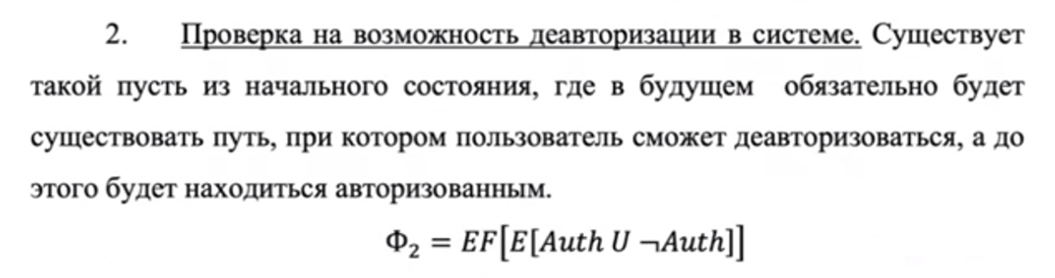 2. Проверка на возможность деавторизации в системе. Существует
такой пусть из начального состояния, где в будущем обязательно будет
существовать путь, при котором пользователь сможет деавторизоваться, а до
этого будет находиться авторизованным.
Φ₂ = EF[E[Auth U ¬Auth]]